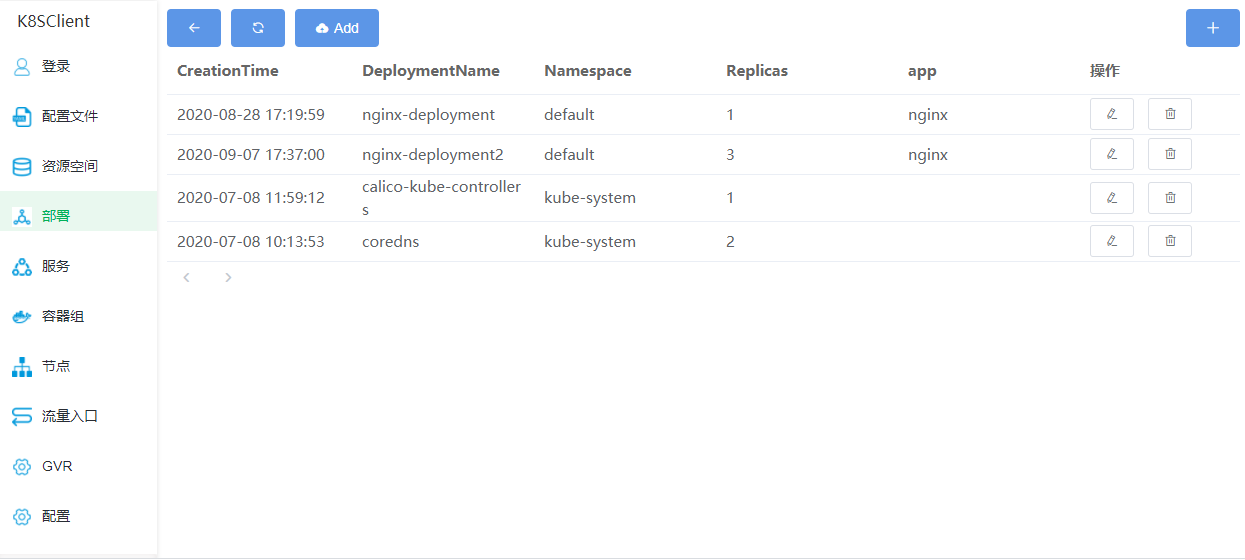 K8SClient
登录
配置文件
资源空间
部署
服务
容器组
节点
流量入口
GVR
配置
Add
CreationTime DeploymentName Namespace Replicas app 操作
2020-08-28 17:19:59 nginx-deployment default 1 nginx
2020-09-07 17:37:00 nginx-deployment2 default 3 nginx
2020-07-08 11:59:12 calico-kube-controller kube-system 1
s
2020-07-08 10:13:53 coredns kube-system 2